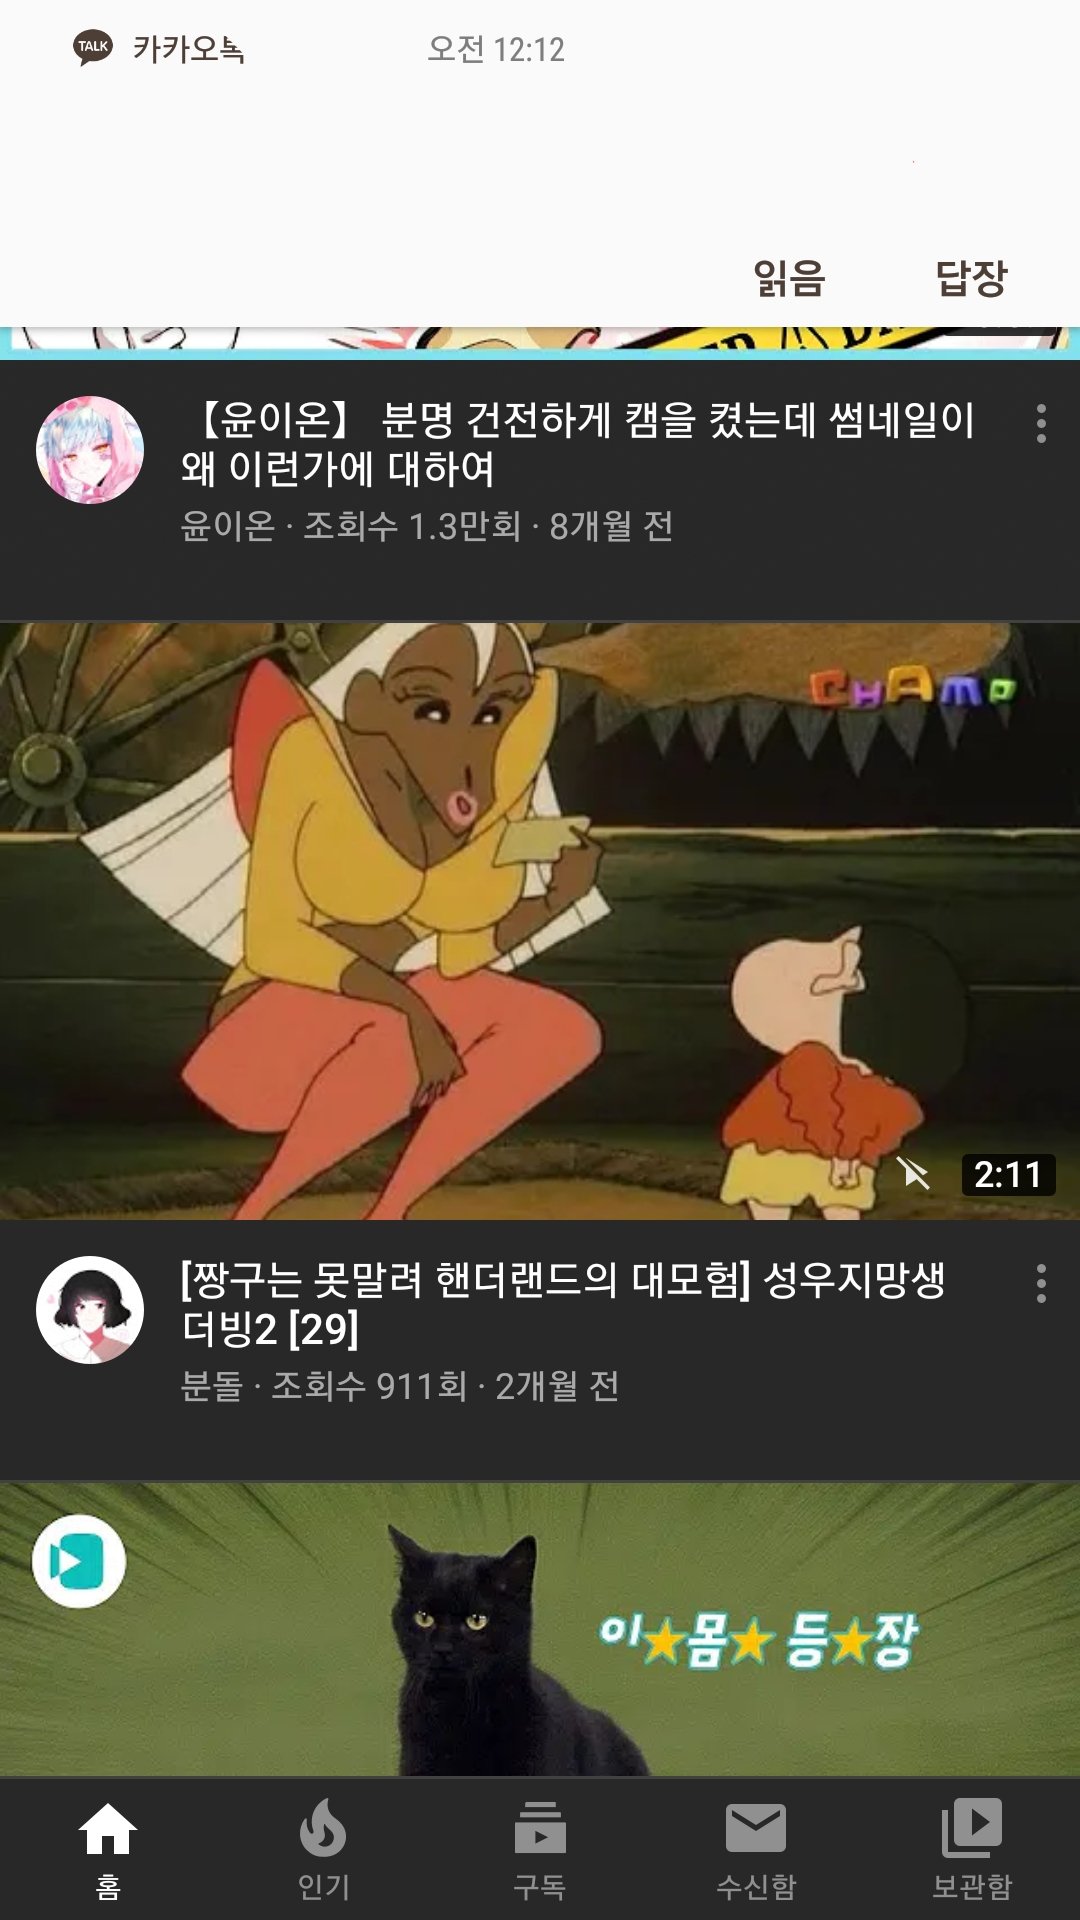 TALK 카카오톡 오전 12:12
읽음 답장
【윤이온】 분명 건전하게 캠을 켰는데 썸네일이
왜 이런가에 대하여
윤이온 · 조회수 1.3만회 · 8개월 전
CHAMP
2:11
[짱구는 못말려 핸더랜드의 대모험] 성우지망생
더빙2 [29]
분돌 · 조회수 911회 · 2개월 전
이★몸★ 등★장
홈 인기 구독 수신함 보관함